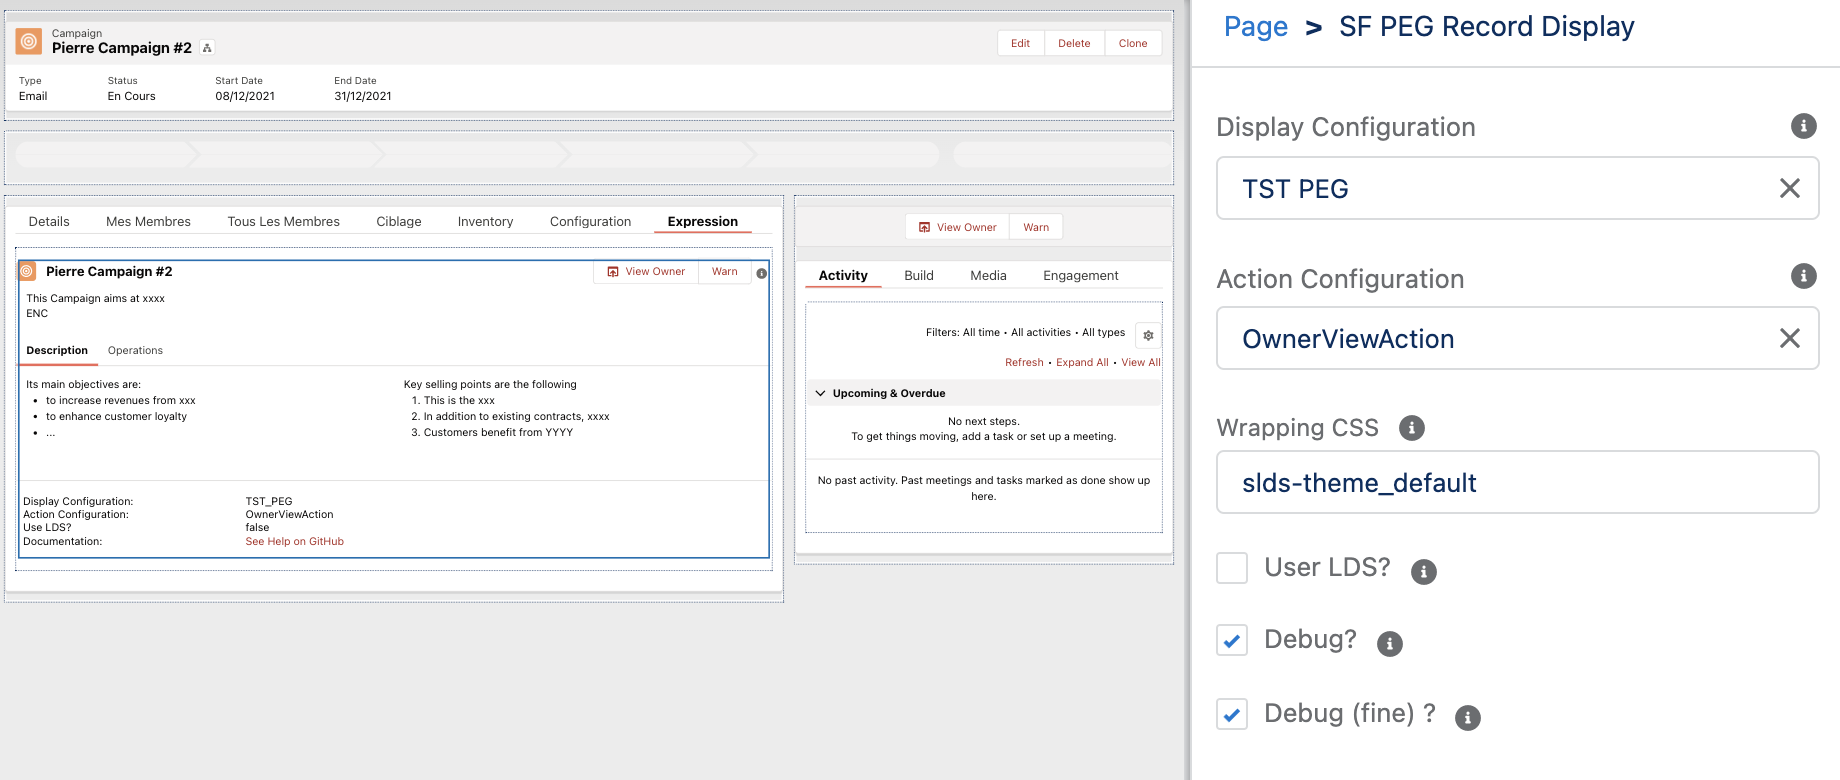 Campaign
Pierre Campaign #2
Edit Delete Clone
Type Status Start Date End Date
Email En Cours 08/12/2021 31/12/2021
Details Mes Membres Tous Les Membres Ciblage Inventory Configuration Expression
Pierre Campaign #2
View Owner Warn
This Campaign aims at xxxx
ENC
Description Operations
Its main objectives are:
• to increase revenues from xxx
• to enhance customer loyalty
• ...
Key selling points are the following
1. This is the xxx
2. In addition to existing contracts, xxxx
3. Customers benefit from YYYY
Display Configuration: TST_PEG
Action Configuration: OwnerViewAction
Use LDS? false
Documentation: See Help on GitHub
View Owner Warn
Activity Build Media Engagement
Filters: All time • All activities • All types
Refresh • Expand All • View All
Upcoming & Overdue
No next steps.
To get things moving, add a task or set up a meeting.
No past activity. Past meetings and tasks marked as done show up
here.
Page > SF PEG Record Display
Display Configuration
TST PEG
Action Configuration
OwnerViewAction
Wrapping CSS
slds-theme_default
User LDS?
Debug?
Debug (fine) ?